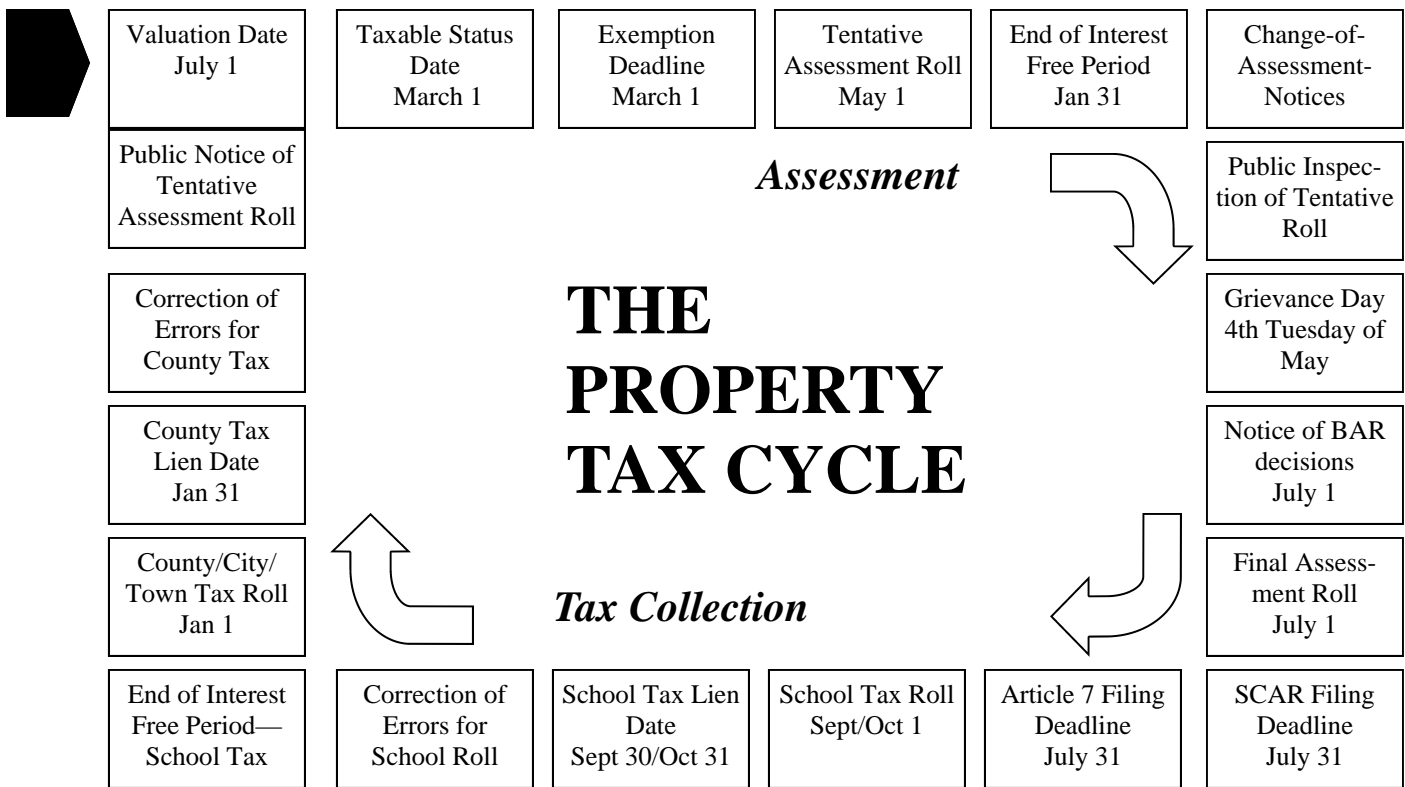 Valuation Date
July 1
Taxable Status
Date
March 1
Exemption
Deadline
March 1
Tentative
Assessment Roll
May 1
End of Interest
Free Period
Jan 31
Change-of-
Assessment-
Notices
Public Notice of
Tentative
Assessment Roll
Assessment
Public Inspec-
tion of Tentative
Roll
Correction of
Errors for
County Tax
THE
PROPERTY
TAX CYCLE
Grievance Day
4th Tuesday of
May
County Tax
Lien Date
Jan 31
Notice of BAR
decisions
July 1
County/City/
Town Tax Roll
Jan 1
Tax Collection
Final Assess-
ment Roll
July 1
End of Interest
Free Period—
School Tax
Correction of
Errors for
School Roll
School Tax Lien
Date
Sept 30/Oct 31
School Tax Roll
Sept/Oct 1
Article 7 Filing
Deadline
July 31
SCAR Filing
Deadline
July 31